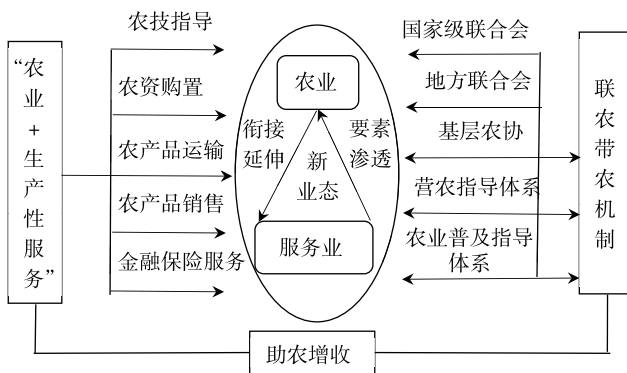 “农
业
+
生
产
性
服
务”
农技指导
农资购置
农产品运输
农产品销售
金融保险服务
农业
衔接
延伸
新
业态
要素
渗透
服务业
国家级联合会
地方联合会
基层农协
营农指导体系
农业普及指导
体系
联
农
带
农
机
制
助农增收